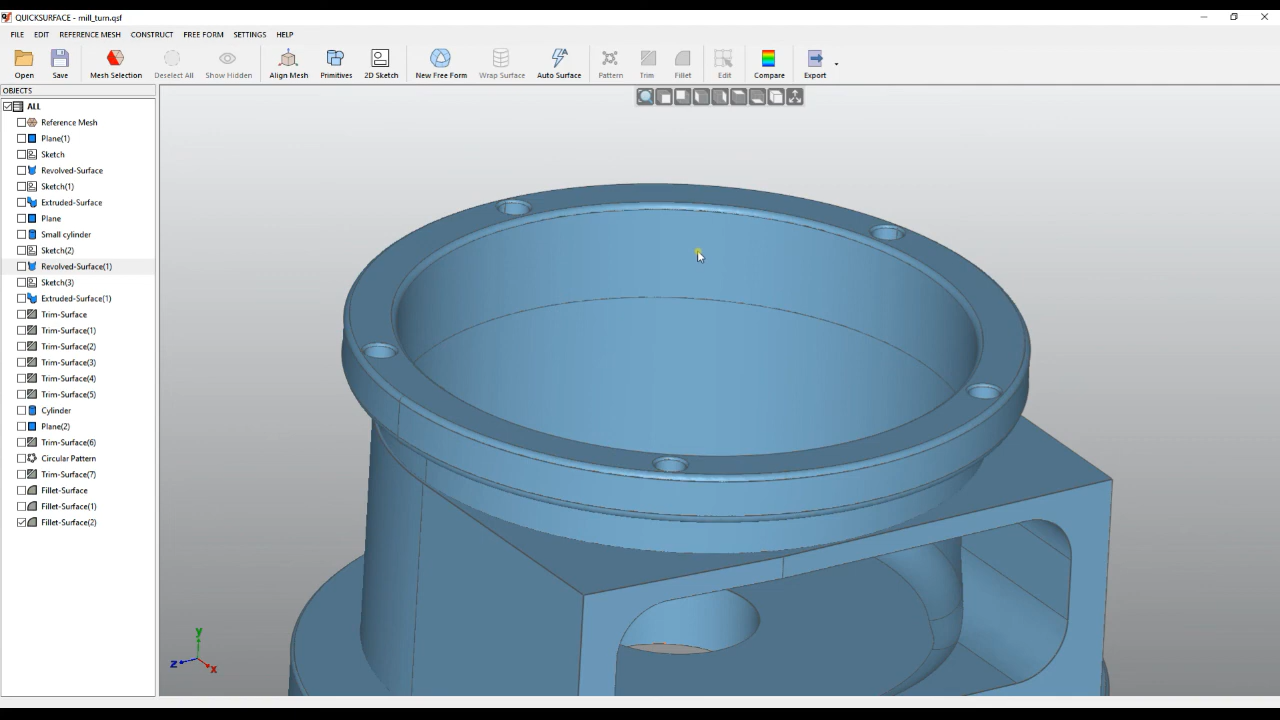 QUICKSURFACE - mill_turn.qsf
FILE EDIT REFERENCE MESH CONSTRUCT FREE FORM SETTINGS HELP
Open Save Mesh Selection Deselect All Show Hidden Align Mesh Primitives 2D Sketch New Free Form Wrap Surface Auto Surface Pattern Trim Fillet Edit Compare Export
OBJECTS
ALL
Reference Mesh
Plane(1)
Sketch
Revolved-Surface
Sketch(1)
Extruded-Surface
Plane
Small cylinder
Sketch(2)
Revolved-Surface(1)
Sketch(3)
Extruded-Surface(1)
Trim-Surface
Trim-Surface(1)
Trim-Surface(2)
Trim-Surface(3)
Trim-Surface(4)
Trim-Surface(5)
Cylinder
Plane(2)
Trim-Surface(6)
Circular Pattern
Trim-Surface(7)
Fillet-Surface
Fillet-Surface(1)
Fillet-Surface(2)
y
z
x